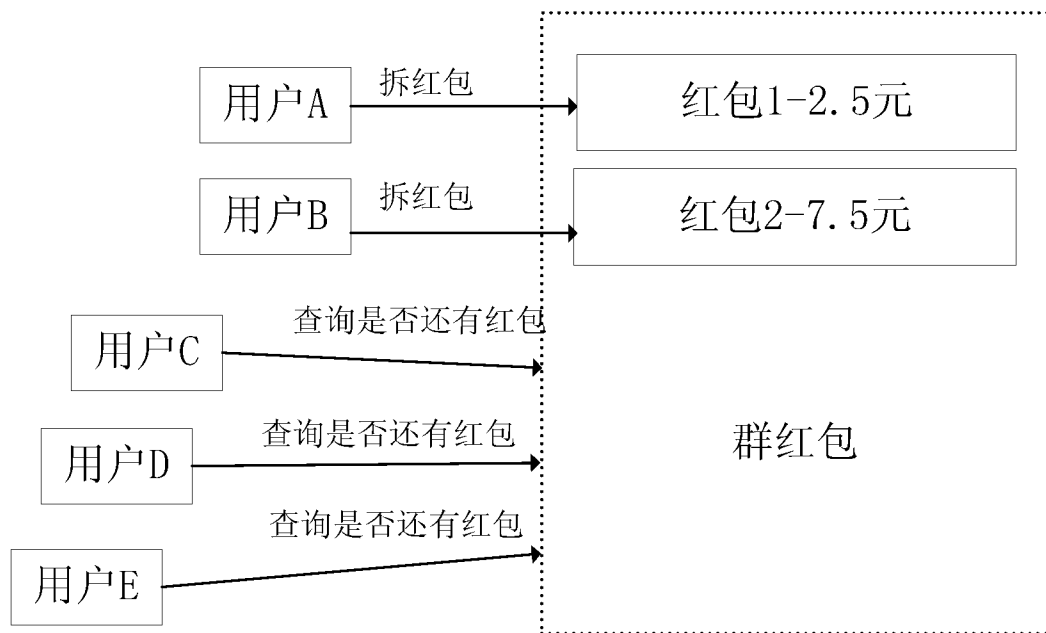 用户A
拆红包
红包1-2.5元
用户B
拆红包
红包2-7.5元
查询是否还有红包
用户C
查询是否还有红包
用户D
群红包
查询是否还有红包
用户E